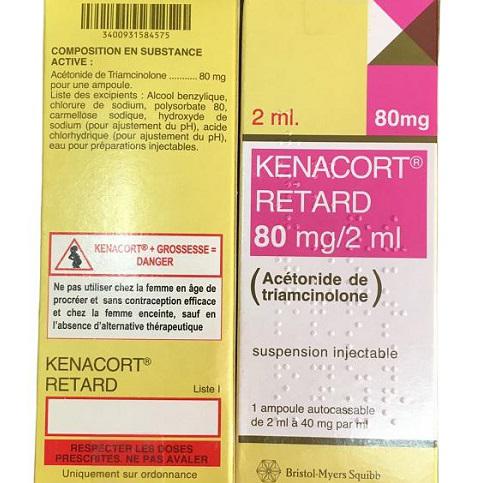 3400931584575
COMPOSITION EN SUBSTANCE
ACTIVE :
Acétonide de Triamcinolone ........... 80 mg
pour une ampoule.
Liste des excipients : Alcool benzylique,
chlorure de sodium, polysorbate 80,
carmellose sodique, hydroxyde de
sodium (pour ajustement du pH), acide
chlorhydrique (pour ajustement du pH),
eau pour préparations injectables.
KENACORT® + GROSSESSE =
DANGER
Ne pas utiliser chez la femme en âge de
procréer et sans contraception efficace
et chez la femme enceinte, sauf en
l'absence d'alternative thérapeutique
KENACORT®
RETARD
Liste I
RESPECTER LES DOSES
PRESCRITES. NE PAS AVALER
Uniquement sur ordonnance
2 ml.
80mg
KENACORT®
RETARD
80 mg/2 ml
(Acétonide de
triamcinolone)
suspension injectable
1 ampoule autocassable
de 2 ml à 40 mg par ml
Bristol-Myers Squibb